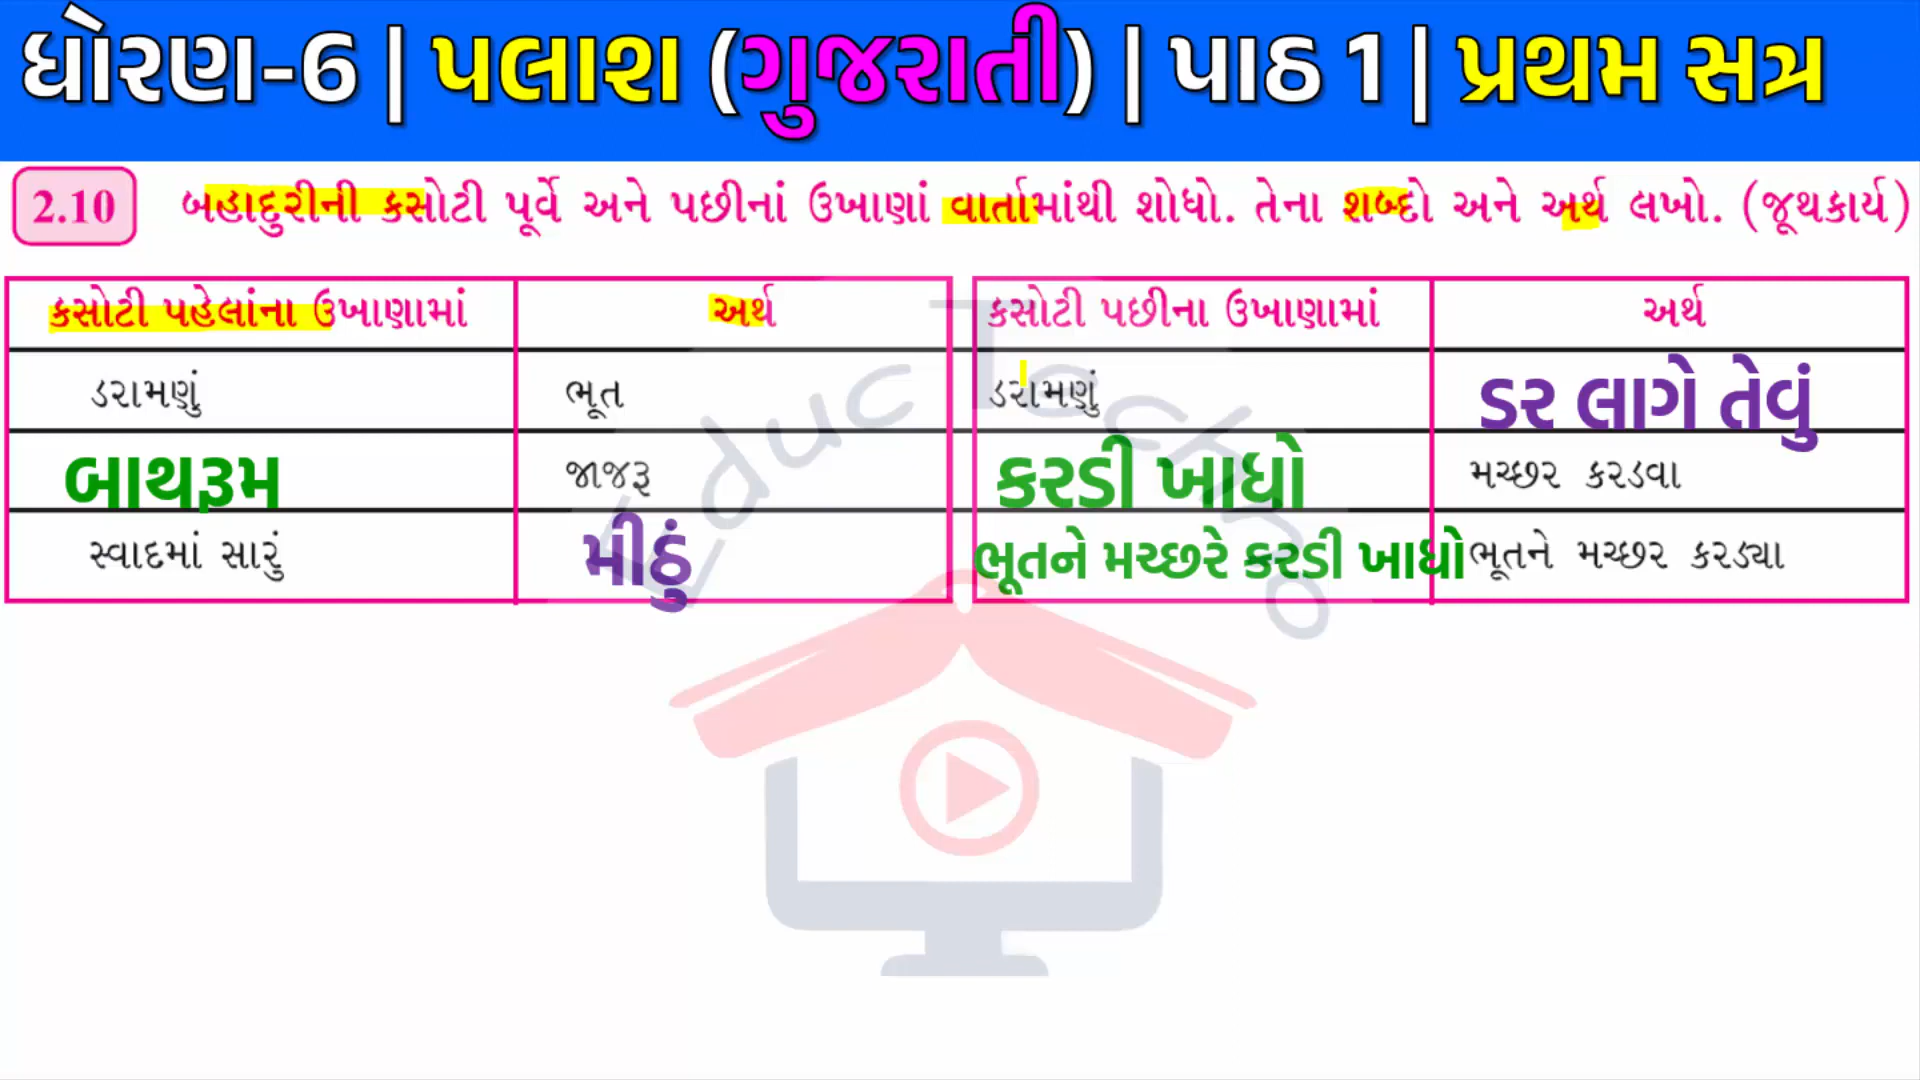 ધોરણ-6 | પલાશ (ગુજરાતી) | પાઠ 1 | પ્રથમ સત્ર
2.10 બહાદુરીની કસોટી પૂર્વે અને પછીનાં ઉખાણાં વાર્તામાંથી શોધો. તેના શબ્દો અને અર્થ લખો. (જૂથકાર્ય)
કસોટી પહેલાંના ઉખાણામાં અર્થ કસોટી પછીના ઉખાણામાં અર્થ
ડરામણું ભૂત ડરામણું ડર લાગે તેવું
બાથરૂમ જાજરૂ કરડી ખાધો મચ્છર કરડવા
સ્વાદમાં સારું મીઠું ભૂતને મચ્છરે કરડી ખાધો ભૂતને મચ્છર કરડ્યા
Educ Techno